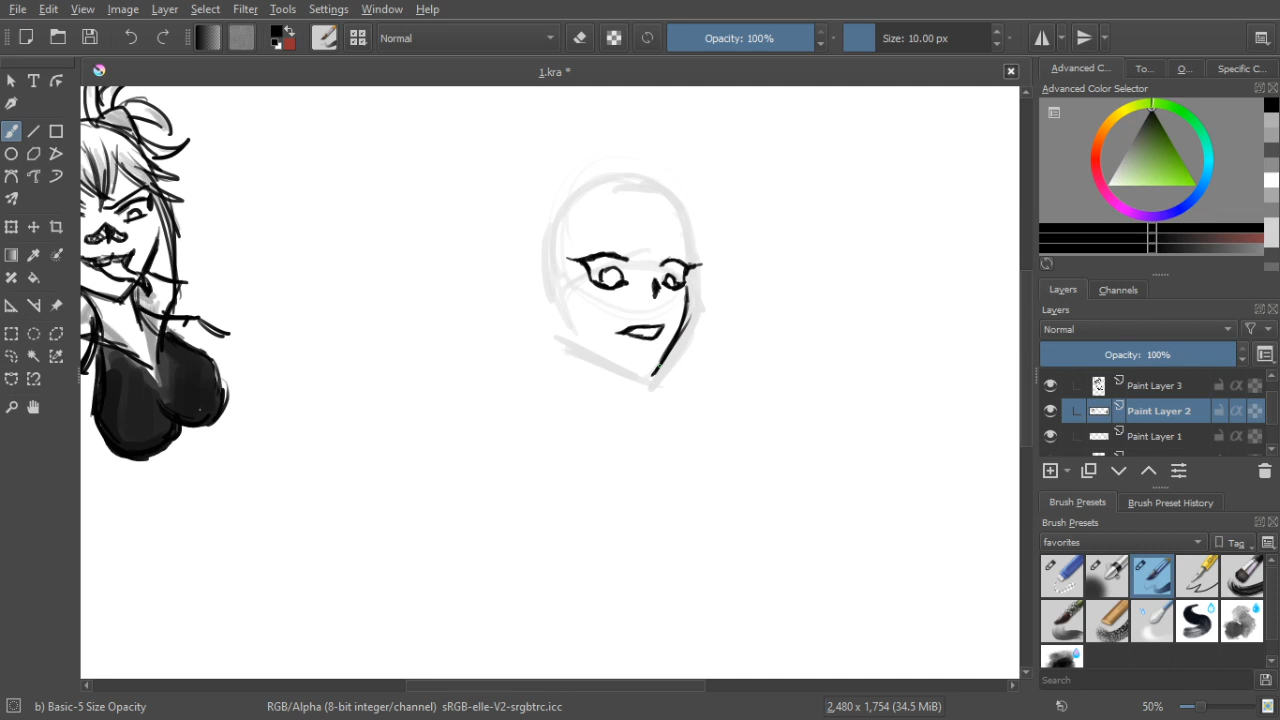 File Edit View Image Layer Select Filter Tools Settings Window Help
Normal Opacity: 100% Size: 10.00 px
1.kra *
Advanced C... To... O... Specific C...
Advanced Color Selector
Layers Channels
Layers
Normal
Opacity: 100%
Paint Layer 3
Paint Layer 2
Paint Layer 1
Brush Presets Brush Preset History
Brush Presets
favorites Tag
Search
b) Basic-5 Size Opacity RGB/Alpha (8-bit integer/channel) sRGB-elle-V2-srgbtrc.icc 2,480 x 1,754 (34.5 MiB) 50%